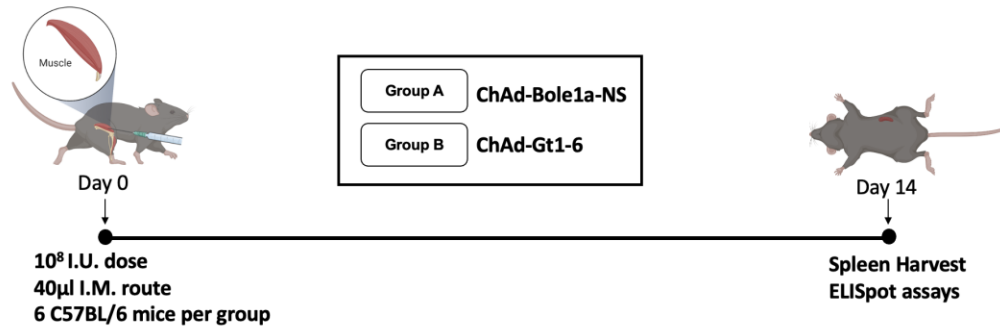 Muscle
Group A ChAd-Bole1a-NS
Group B ChAd-Gt1-6
Day 0
Day 14
10⁸ I.U. dose
40µl I.M. route
6 C57BL/6 mice per group
Spleen Harvest
ELISpot assays